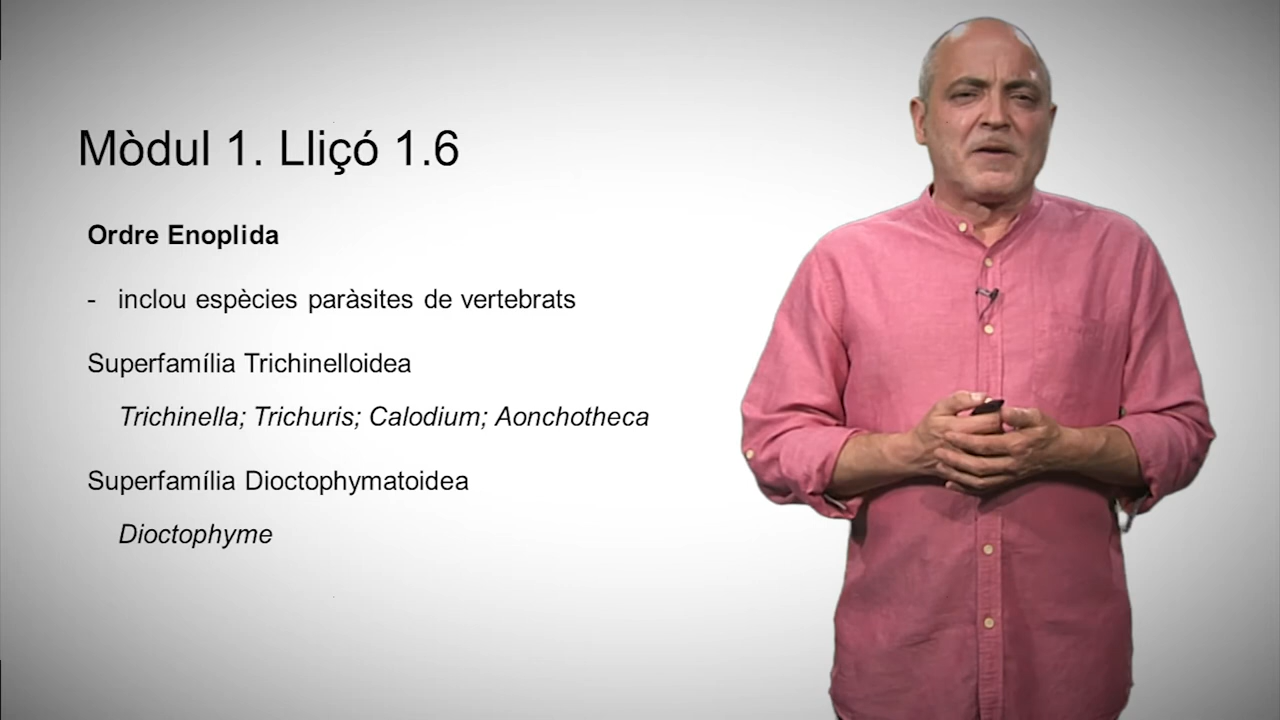 Mòdul 1. Lliçó 1.6
Ordre Enoplida
- inclou espècies paràsites de vertebrats
Superfamília Trichinelloidea
Trichinella; Trichuris; Calodium; Aonchotheca
Superfamília Dioctophymatoidea
Dioctophyme